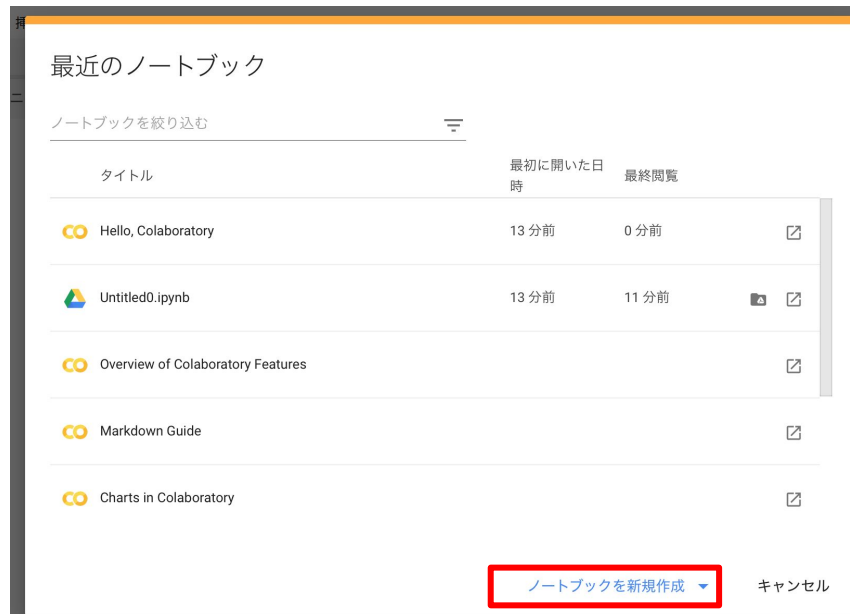 挿
最近のノートブック
ニ
ノートブックを絞り込む
タイトル 最初に開いた日時 最終閲覧
Hello, Colaboratory 13 分前 0 分前
Untitled0.ipynb 13 分前 11 分前
Overview of Colaboratory Features
Markdown Guide
Charts in Colaboratory
ノートブックを新規作成 キャンセル